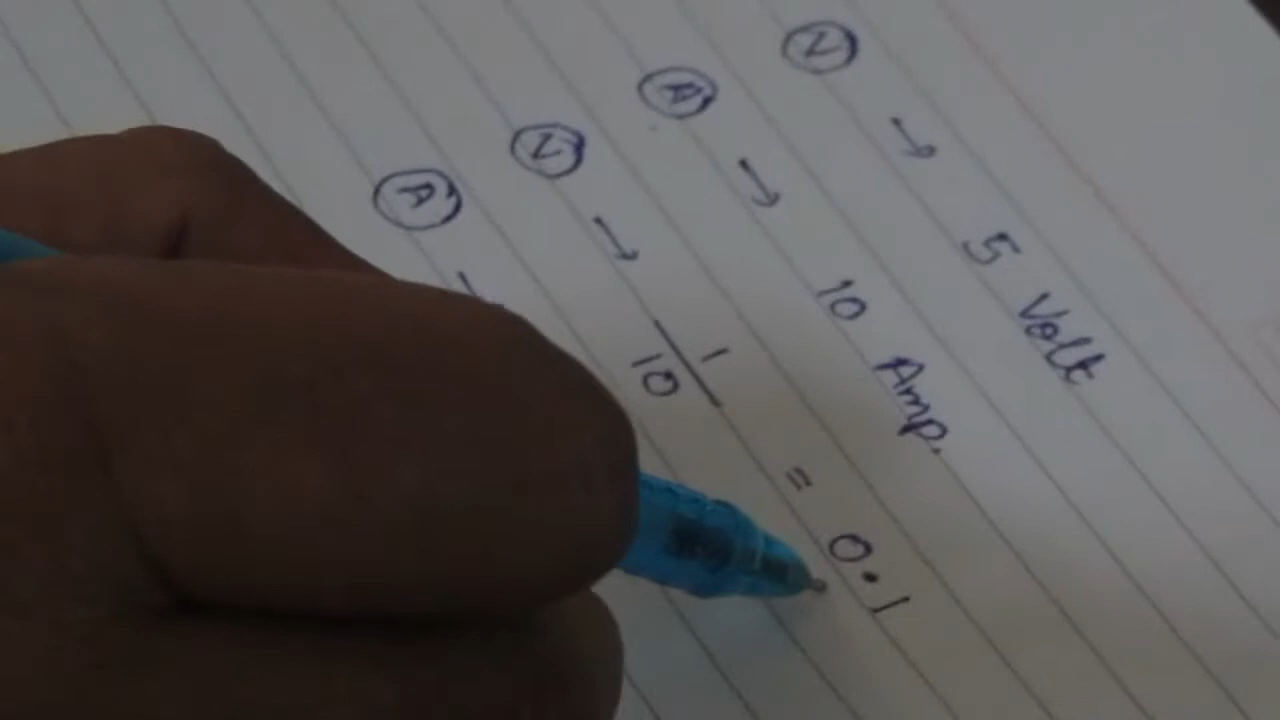 V → 5 Volt
A → 10 Amp.
V → 1/10 = 0.1
A